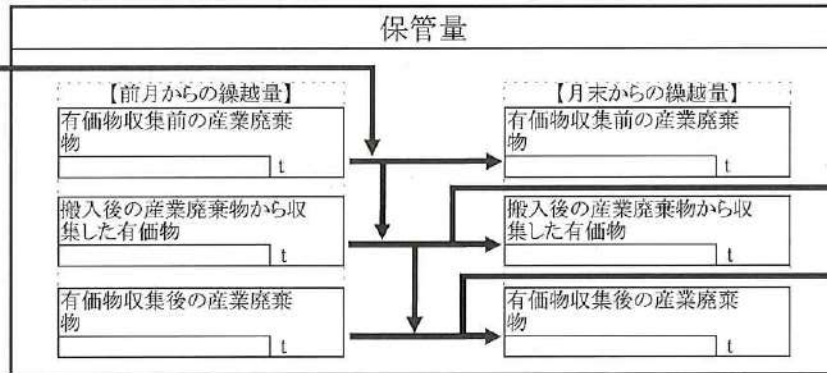 保管量
【前月からの繰越量】
有価物収集前の産業廃棄
物
t
搬入後の産業廃棄物から収
集した有価物
t
有価物収集後の産業廃棄
物
t
【月末からの繰越量】
有価物収集前の産業廃棄
物
t
搬入後の産業廃棄物から収
集した有価物
t
有価物収集後の産業廃棄
物
t